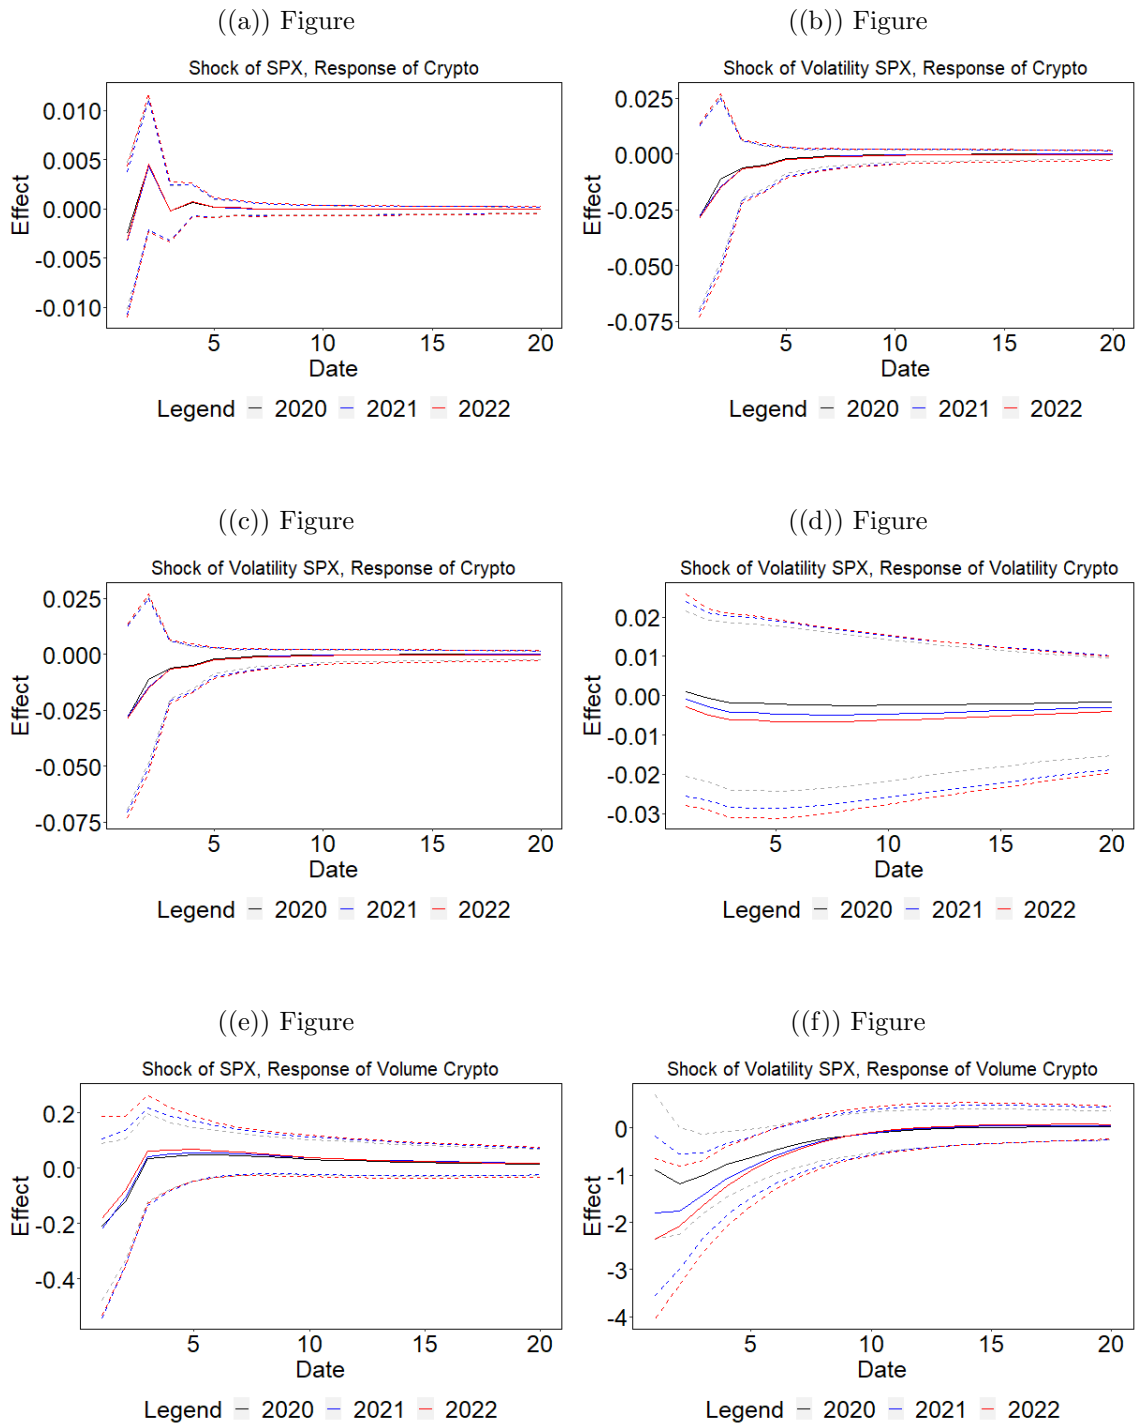 ((a)) Figure
Shock of SPX, Response of Crypto
0.010
0.005
0.000
-0.005
-0.010
Effect
5 10 15 20
Date
Legend 2020 2021 2022
((b)) Figure
Shock of Volatility SPX, Response of Crypto
0.025
0.000
-0.025
-0.050
-0.075
Effect
5 10 15 20
Date
Legend 2020 2021 2022
((c)) Figure
Shock of Volatility SPX, Response of Crypto
0.025
0.000
-0.025
-0.050
-0.075
Effect
5 10 15 20
Date
Legend 2020 2021 2022
((d)) Figure
Shock of Volatility SPX, Response of Volatility Crypto
0.02
0.01
0.00
-0.01
-0.02
-0.03
Effect
5 10 15 20
Date
Legend 2020 2021 2022
((e)) Figure
Shock of SPX, Response of Volume Crypto
0.2
0.0
-0.2
-0.4
Effect
5 10 15 20
Date
Legend 2020 2021 2022
((f)) Figure
Shock of Volatility SPX, Response of Volume Crypto
0
-1
-2
-3
-4
Effect
5 10 15 20
Date
Legend 2020 2021 2022